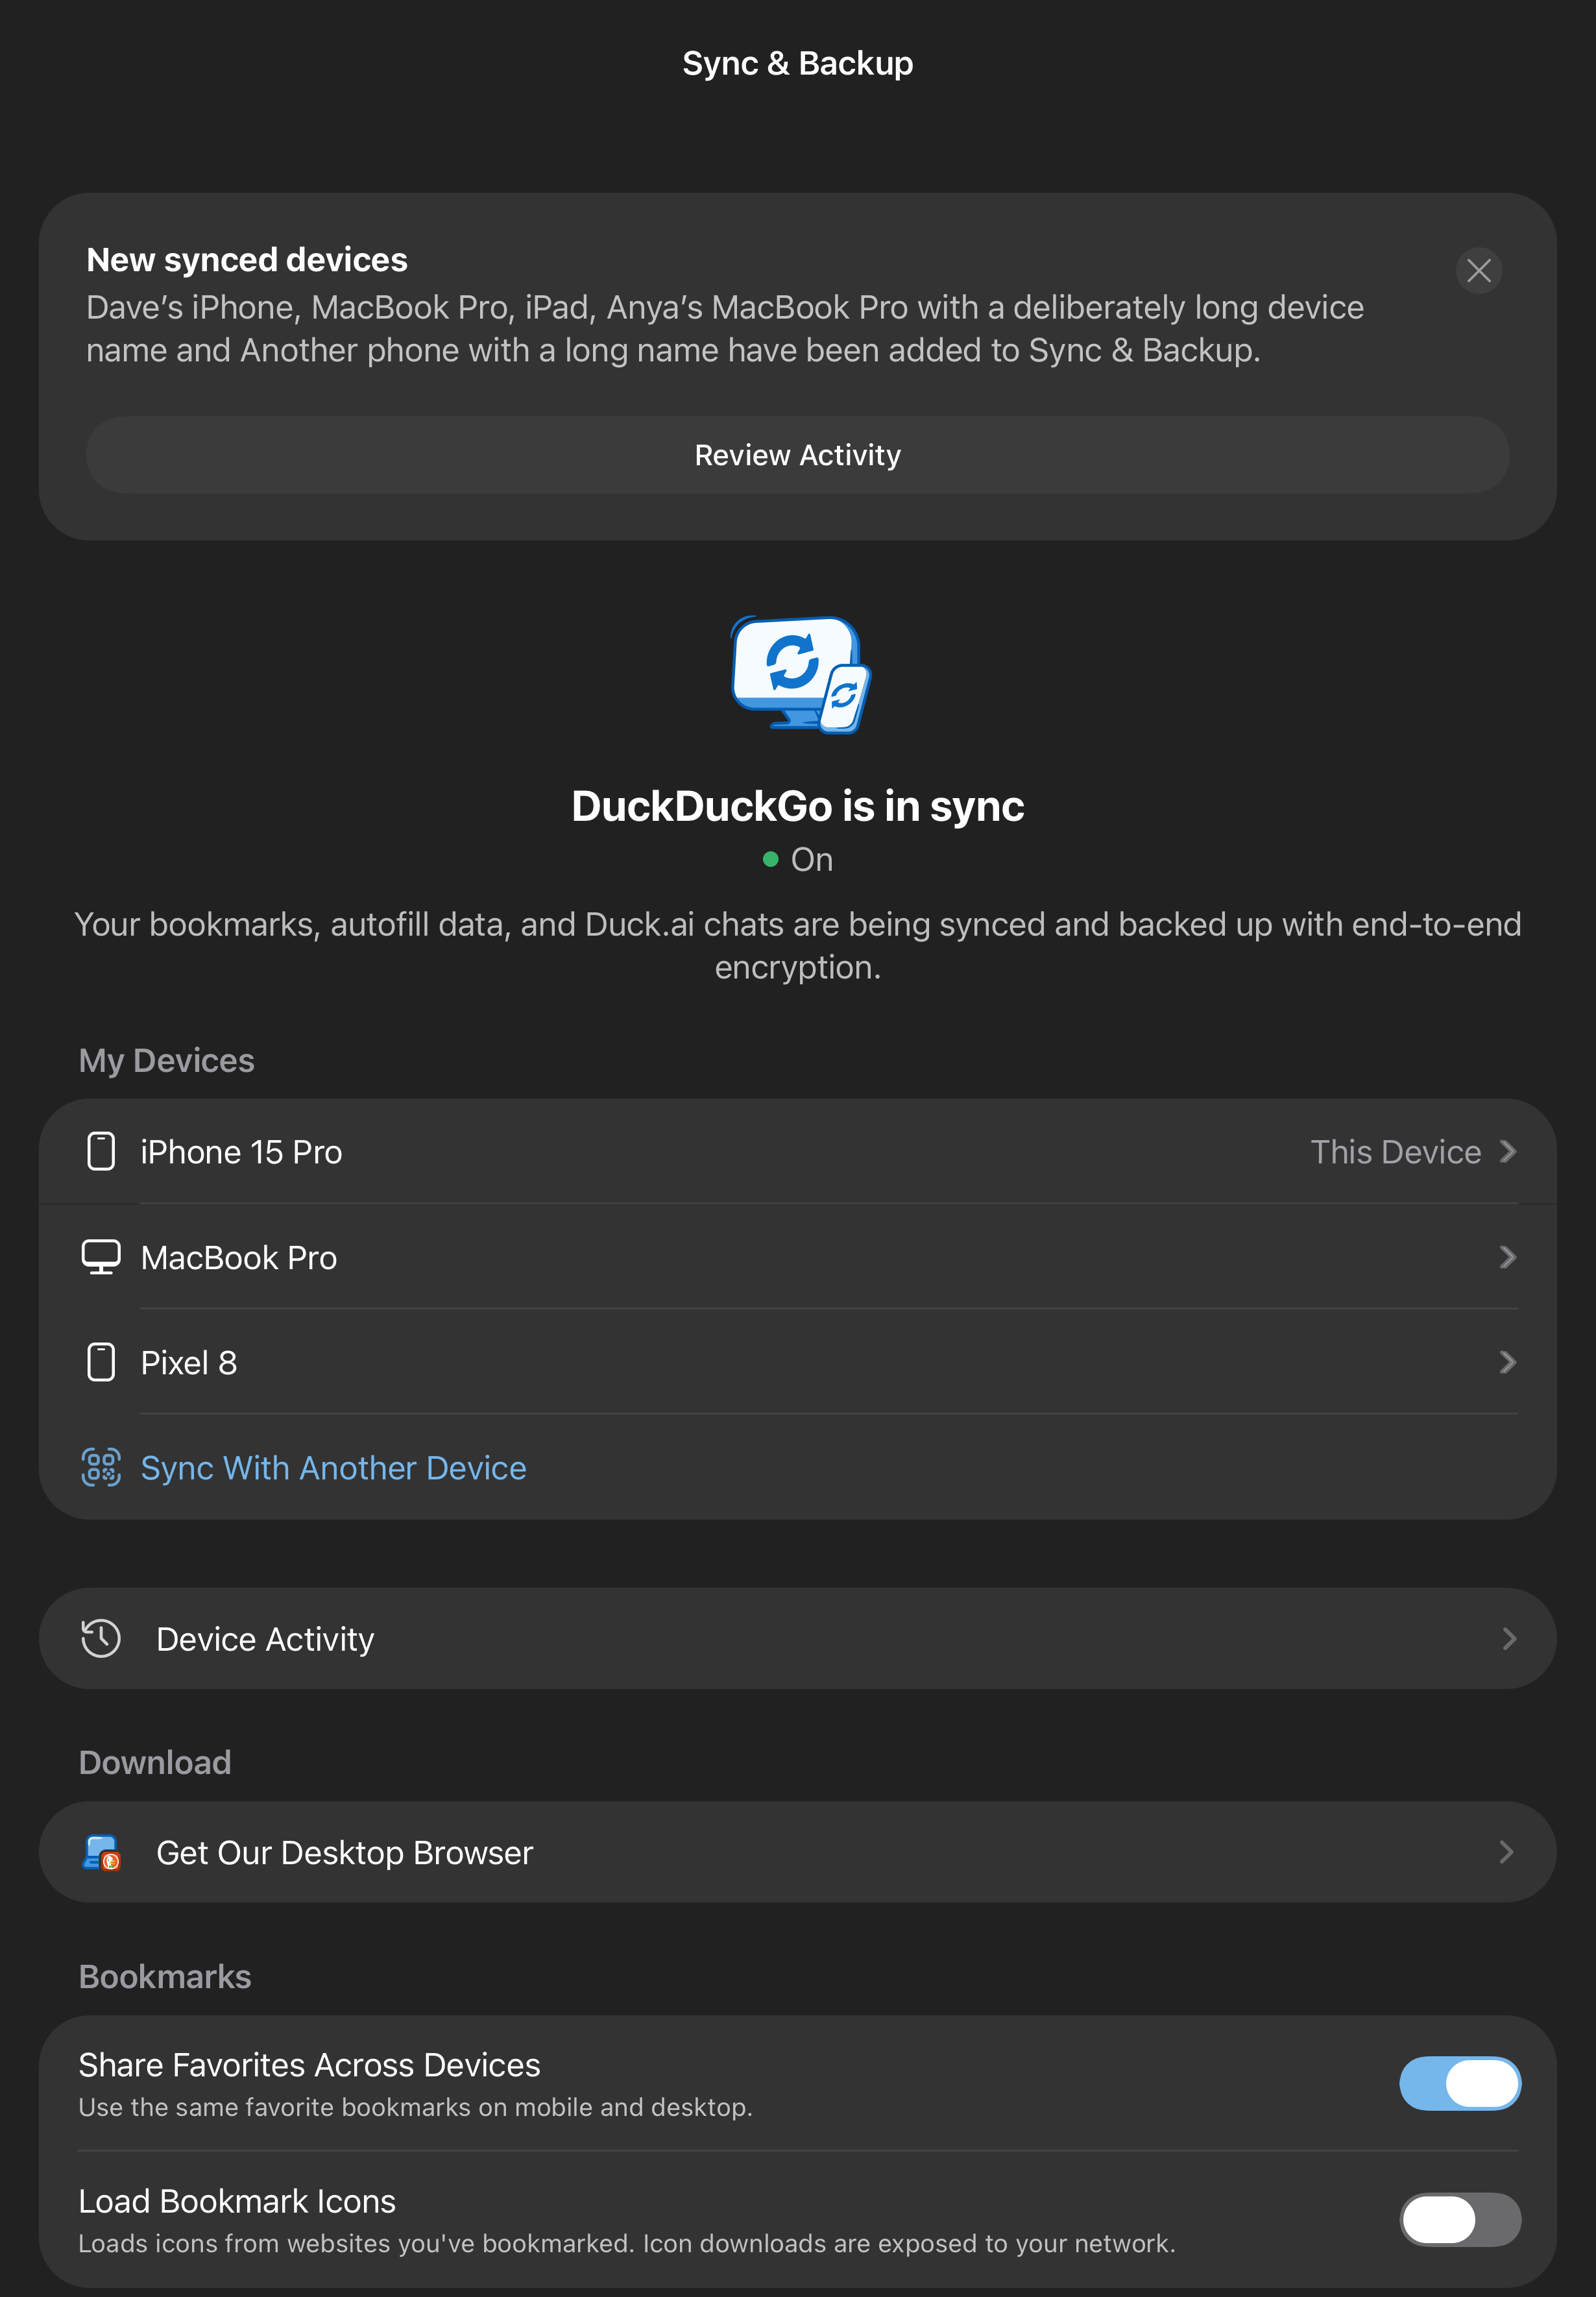 Sync & Backup
New synced devices
Dave’s iPhone, MacBook Pro, iPad, Anya’s MacBook Pro with a deliberately long device
name and Another phone with a long name have been added to Sync & Backup.
Review Activity
DuckDuckGo is in sync
On
Your bookmarks, autofill data, and Duck.ai chats are being synced and backed up with end-to-end
encryption.
My Devices
iPhone 15 Pro
This Device
MacBook Pro
Pixel 8
Sync With Another Device
Device Activity
Download
Get Our Desktop Browser
Bookmarks
Share Favorites Across Devices
Use the same favorite bookmarks on mobile and desktop.
Load Bookmark Icons
Loads icons from websites you've bookmarked. Icon downloads are exposed to your network.